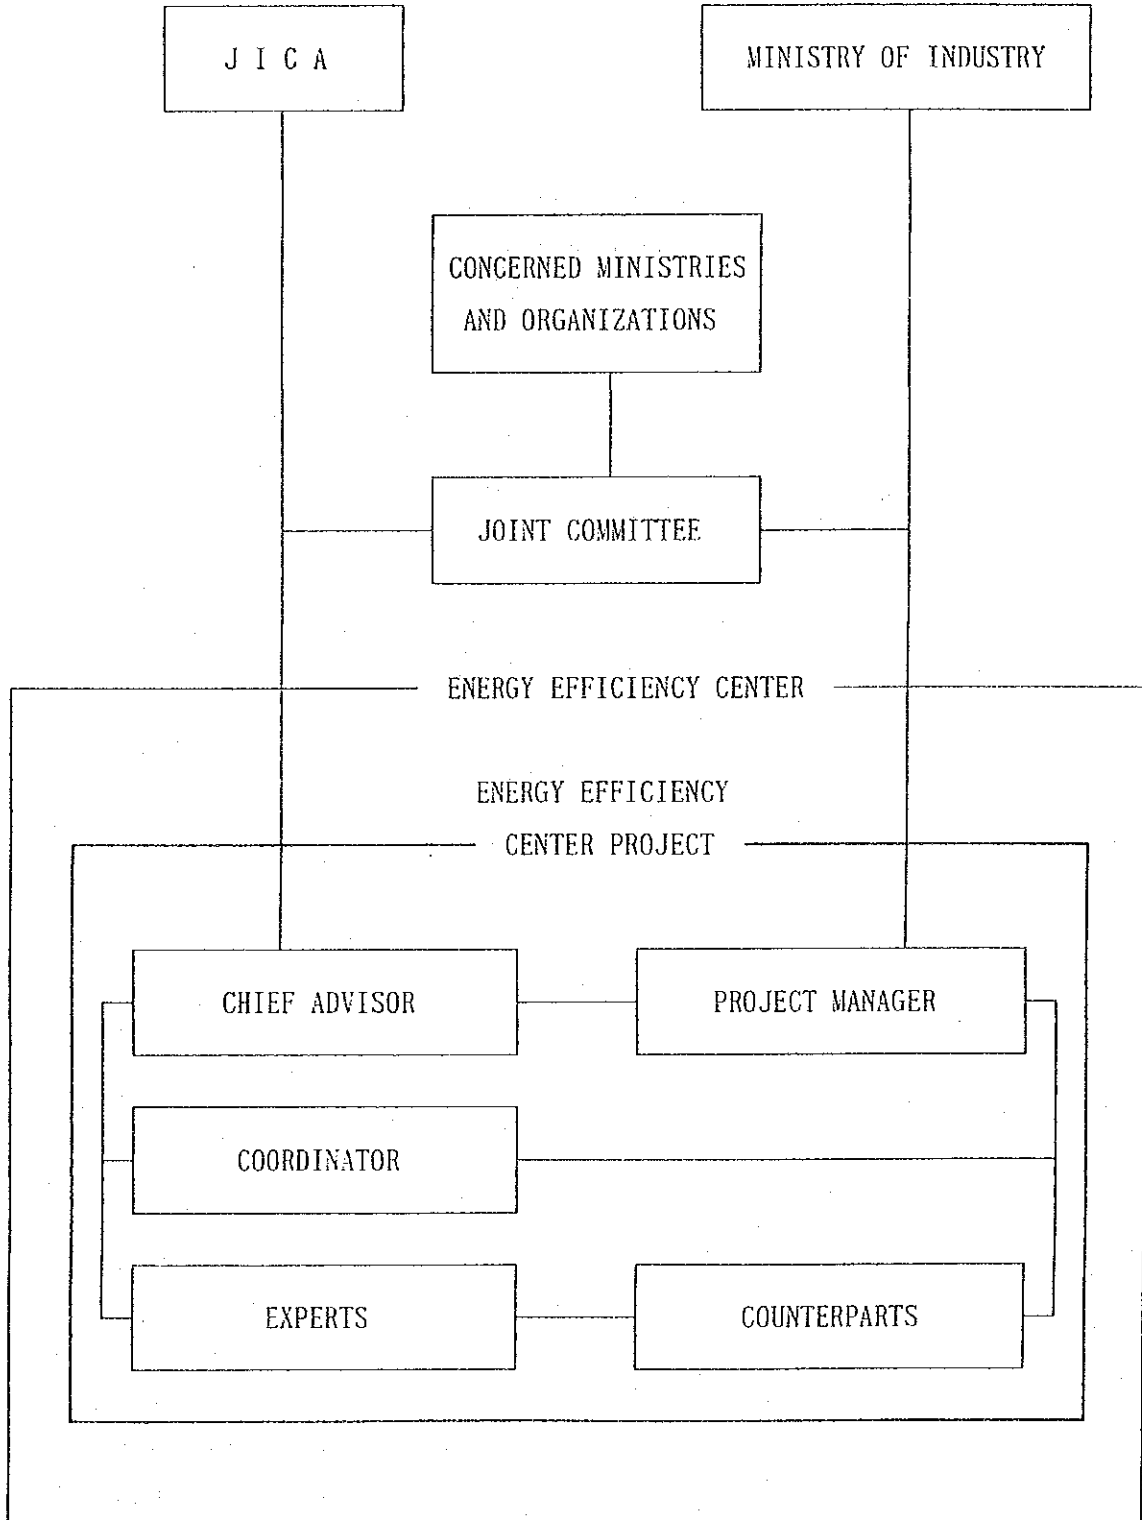 J I C A
MINISTRY OF INDUSTRY
CONCERNED MINISTRIES
AND ORGANIZATIONS
JOINT COMMITTEE
ENERGY EFFICIENCY CENTER
ENERGY EFFICIENCY
CENTER PROJECT
CHIEF ADVISOR
PROJECT MANAGER
COORDINATOR
EXPERTS
COUNTERPARTS